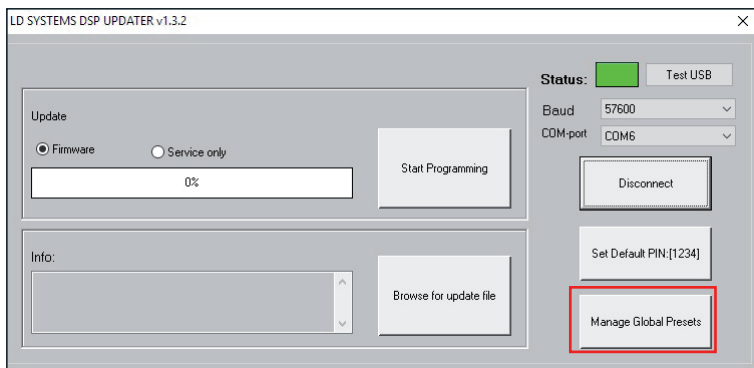 LD SYSTEMS DSP UPDATER v1.3.2
Status:
Test USB
Update
Baud
57600
Firmware
Service only
COM-port
COM6
0%
Start Programming
Disconnect
Info:
Browse for update file
Set Default PIN:[1234]
Manage Global Presets